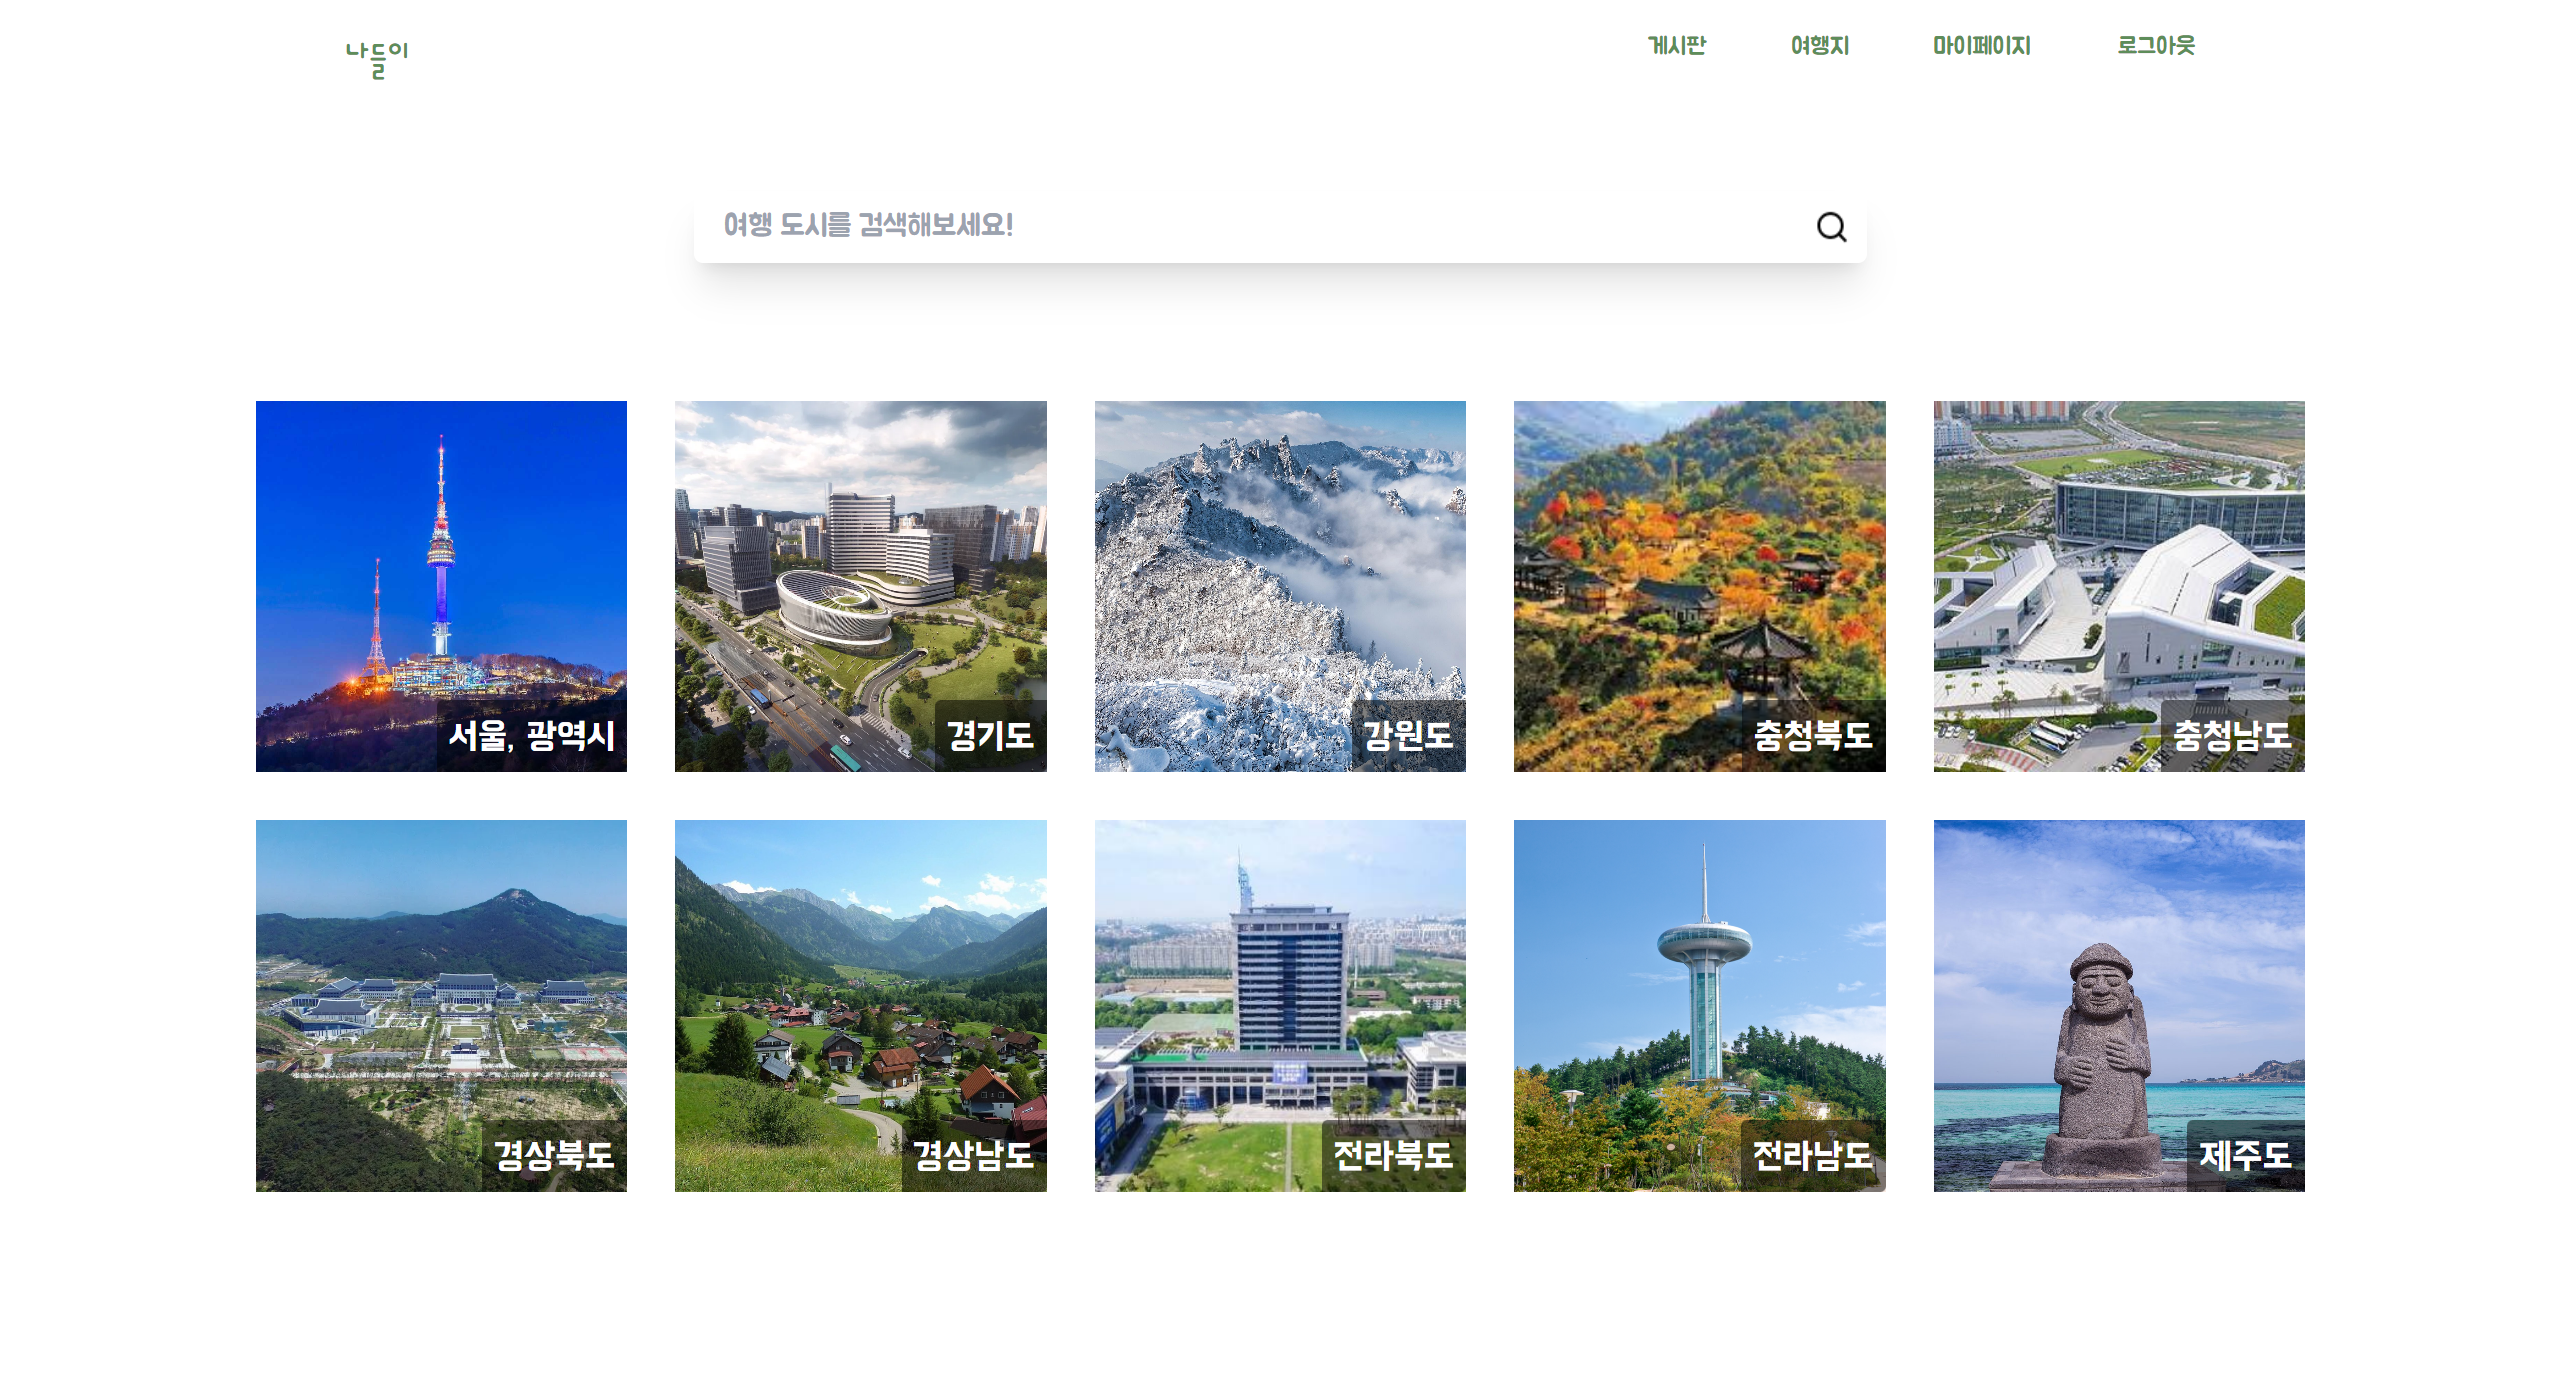 나들이
게시판
여행지
마이페이지
로그아웃
여행 도시를 검색해보세요!
서울, 광역시
경기도
강원도
충청북도
충청남도
경상북도
경상남도
전라북도
전라남도
제주도